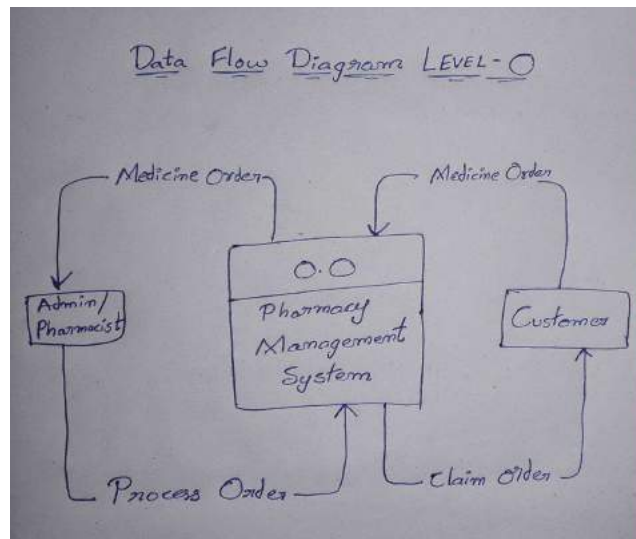 Data Flow Diagram LEVEL-0
Medicine Order
Medicine Order
0.0
Admin/
Pharmacist
Pharmacy
Management
System
Customer
Process Order
Claim Order